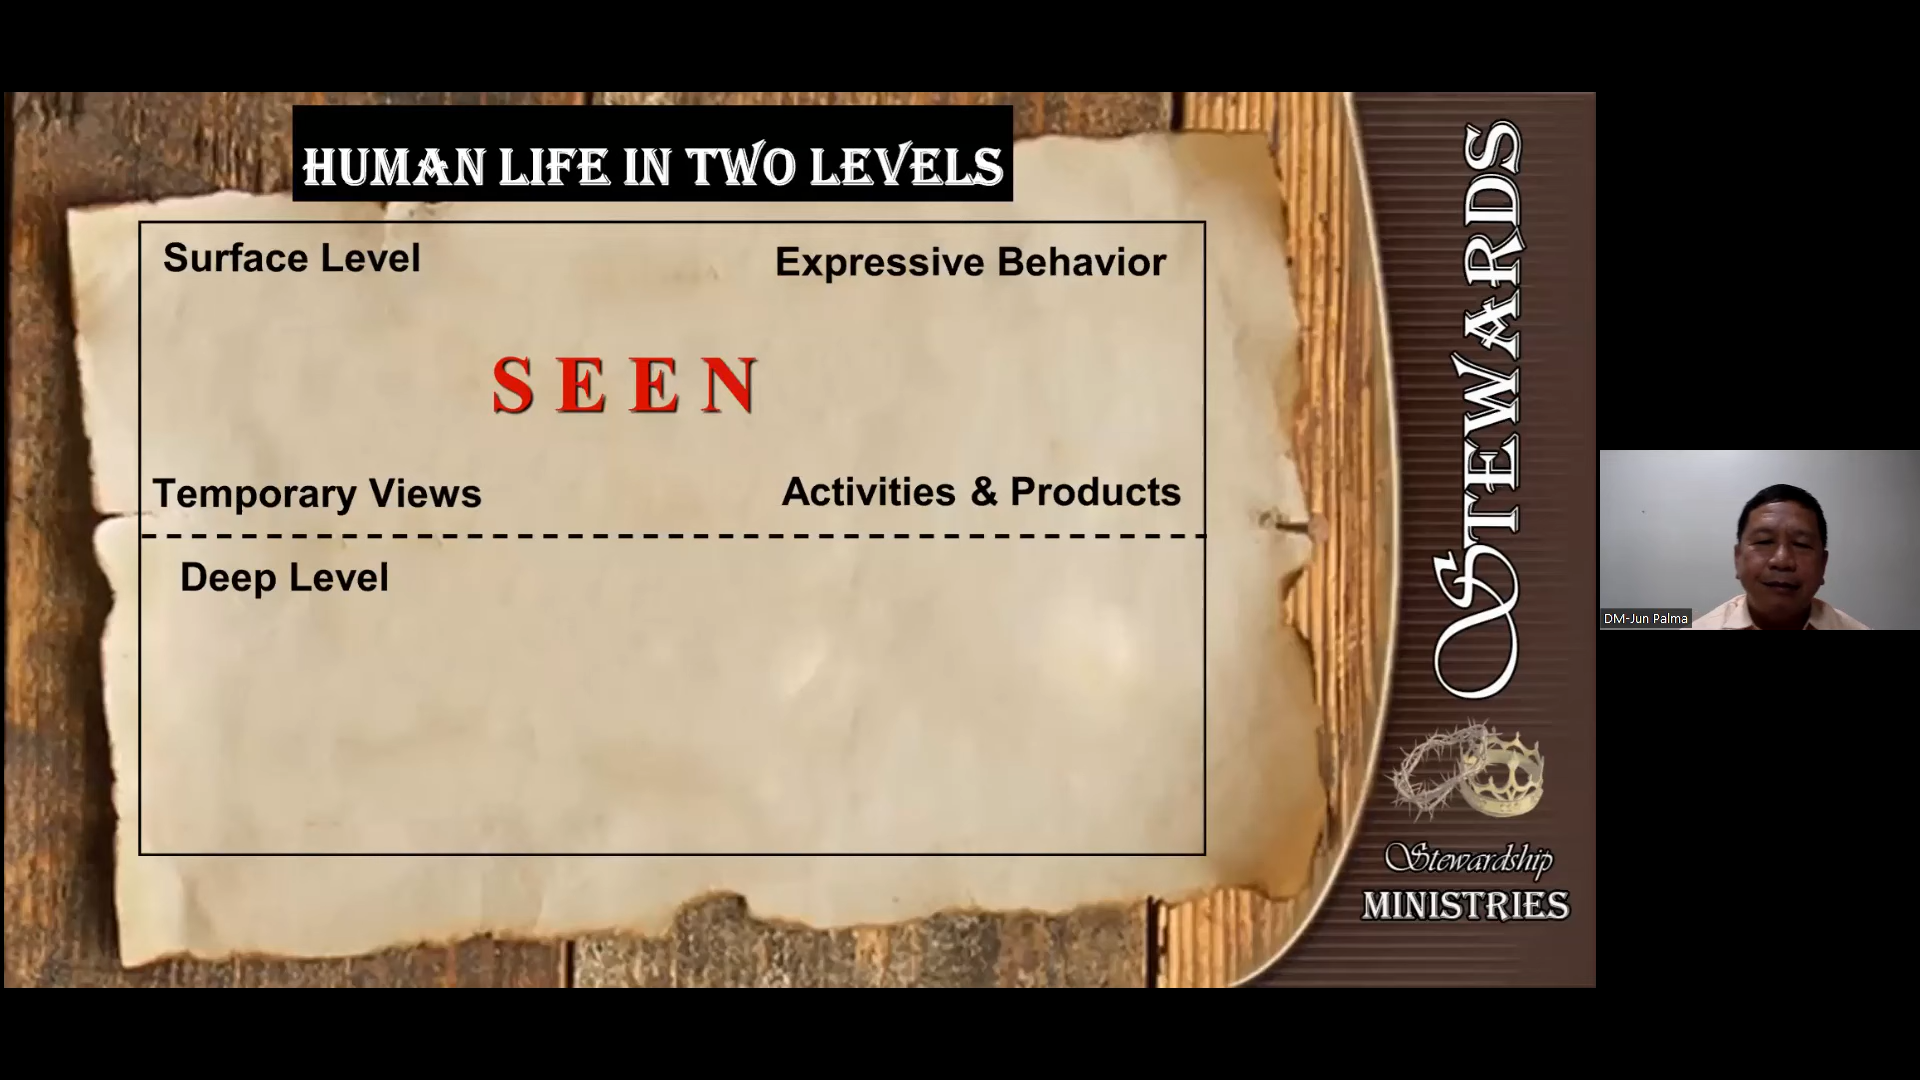 HUMAN LIFE IN TWO LEVELS
Surface Level
Expressive Behavior
SEEN
Temporary Views
Activities & Products
Deep Level
STEWARDS
Stewardship
MINISTRIES
DM-Jun Palma